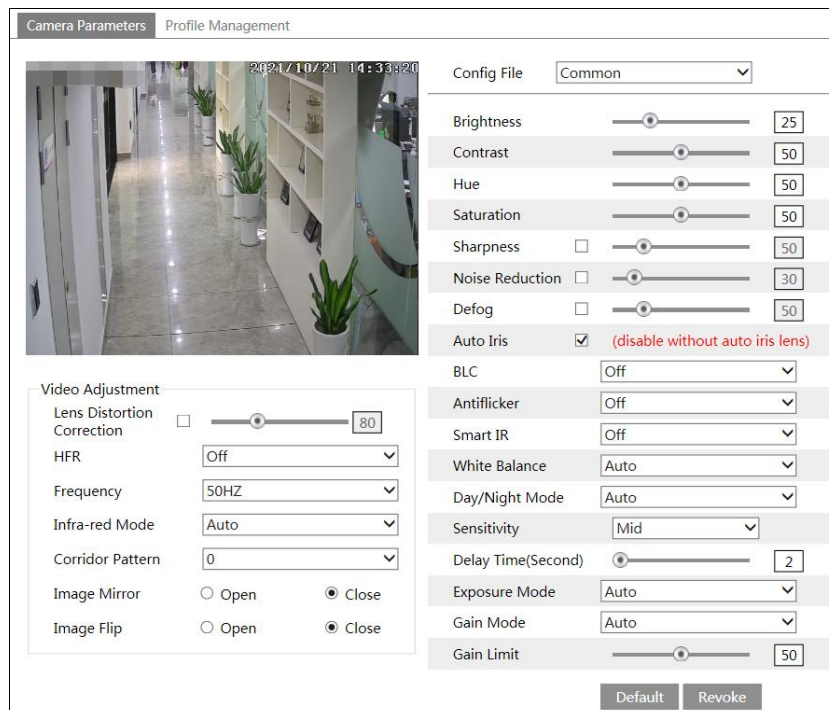 Camera Parameters Profile Management
2021/10/21 14:33:20
Config File Common
Brightness 25
Contrast 50
Hue 50
Saturation 50
Sharpness 50
Noise Reduction 30
Defog 50
Auto Iris (disable without auto iris lens)
BLC Off
Antiflicker Off
Smart IR Off
White Balance Auto
Day/Night Mode Auto
Sensitivity Mid
Delay Time(Second) 2
Exposure Mode Auto
Gain Mode Auto
Gain Limit 50
Default Revoke
Video Adjustment
Lens Distortion
Correction 80
HFR Off
Frequency 50HZ
Infra-red Mode Auto
Corridor Pattern 0
Image Mirror Open Close
Image Flip Open Close